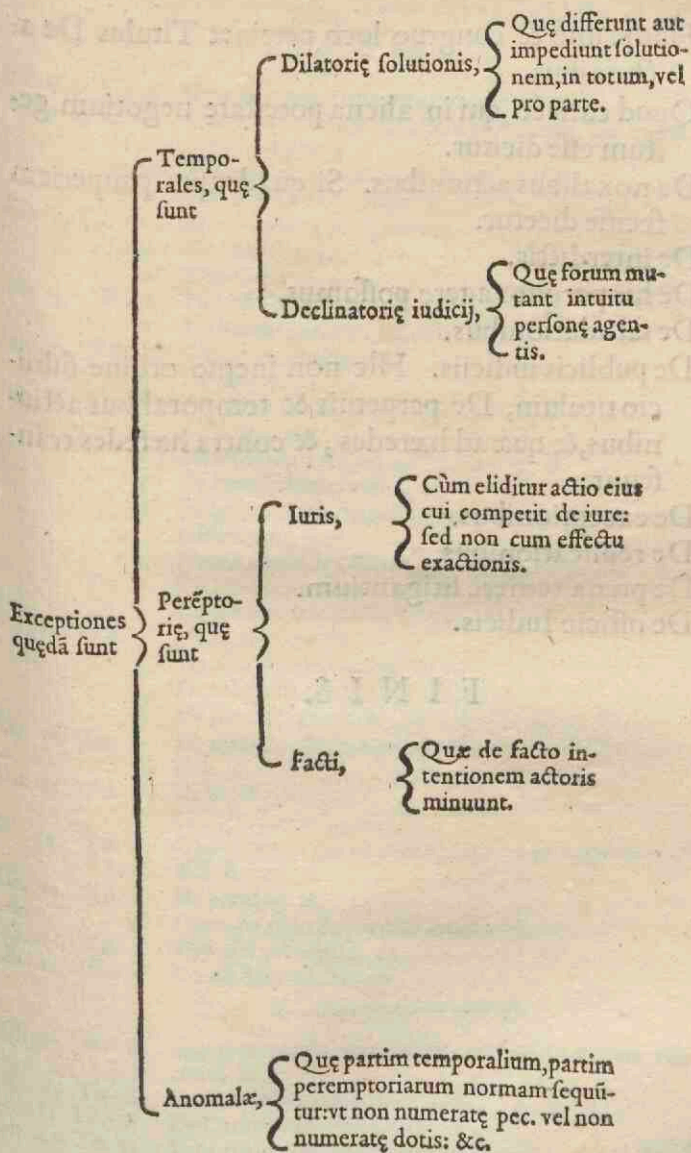 Exceptiones
quędã sunt
Tempo-
rales, quę
sunt
Dilatorię solutionis,
Quę differunt aut
impediunt solutio-
nem, in totum, vel
pro parte.
Declinatorię iudicij,
Quę forum mu-
tant intuitu
personę agen-
tis.
Perẽpto-
rię, quę
sunt
Iuris,
Cùm eliditur actio eius
cui competit de iure:
sed non cum effectu
exactionis.
Facti,
Quæ de facto in-
tentionem actoris
minuunt.
Anomalæ,
Quę partim temporalium, partim
peremptoriarum normam sequũ-
tur: vt non numeratę pec. vel non
numeratę dotis: &c.